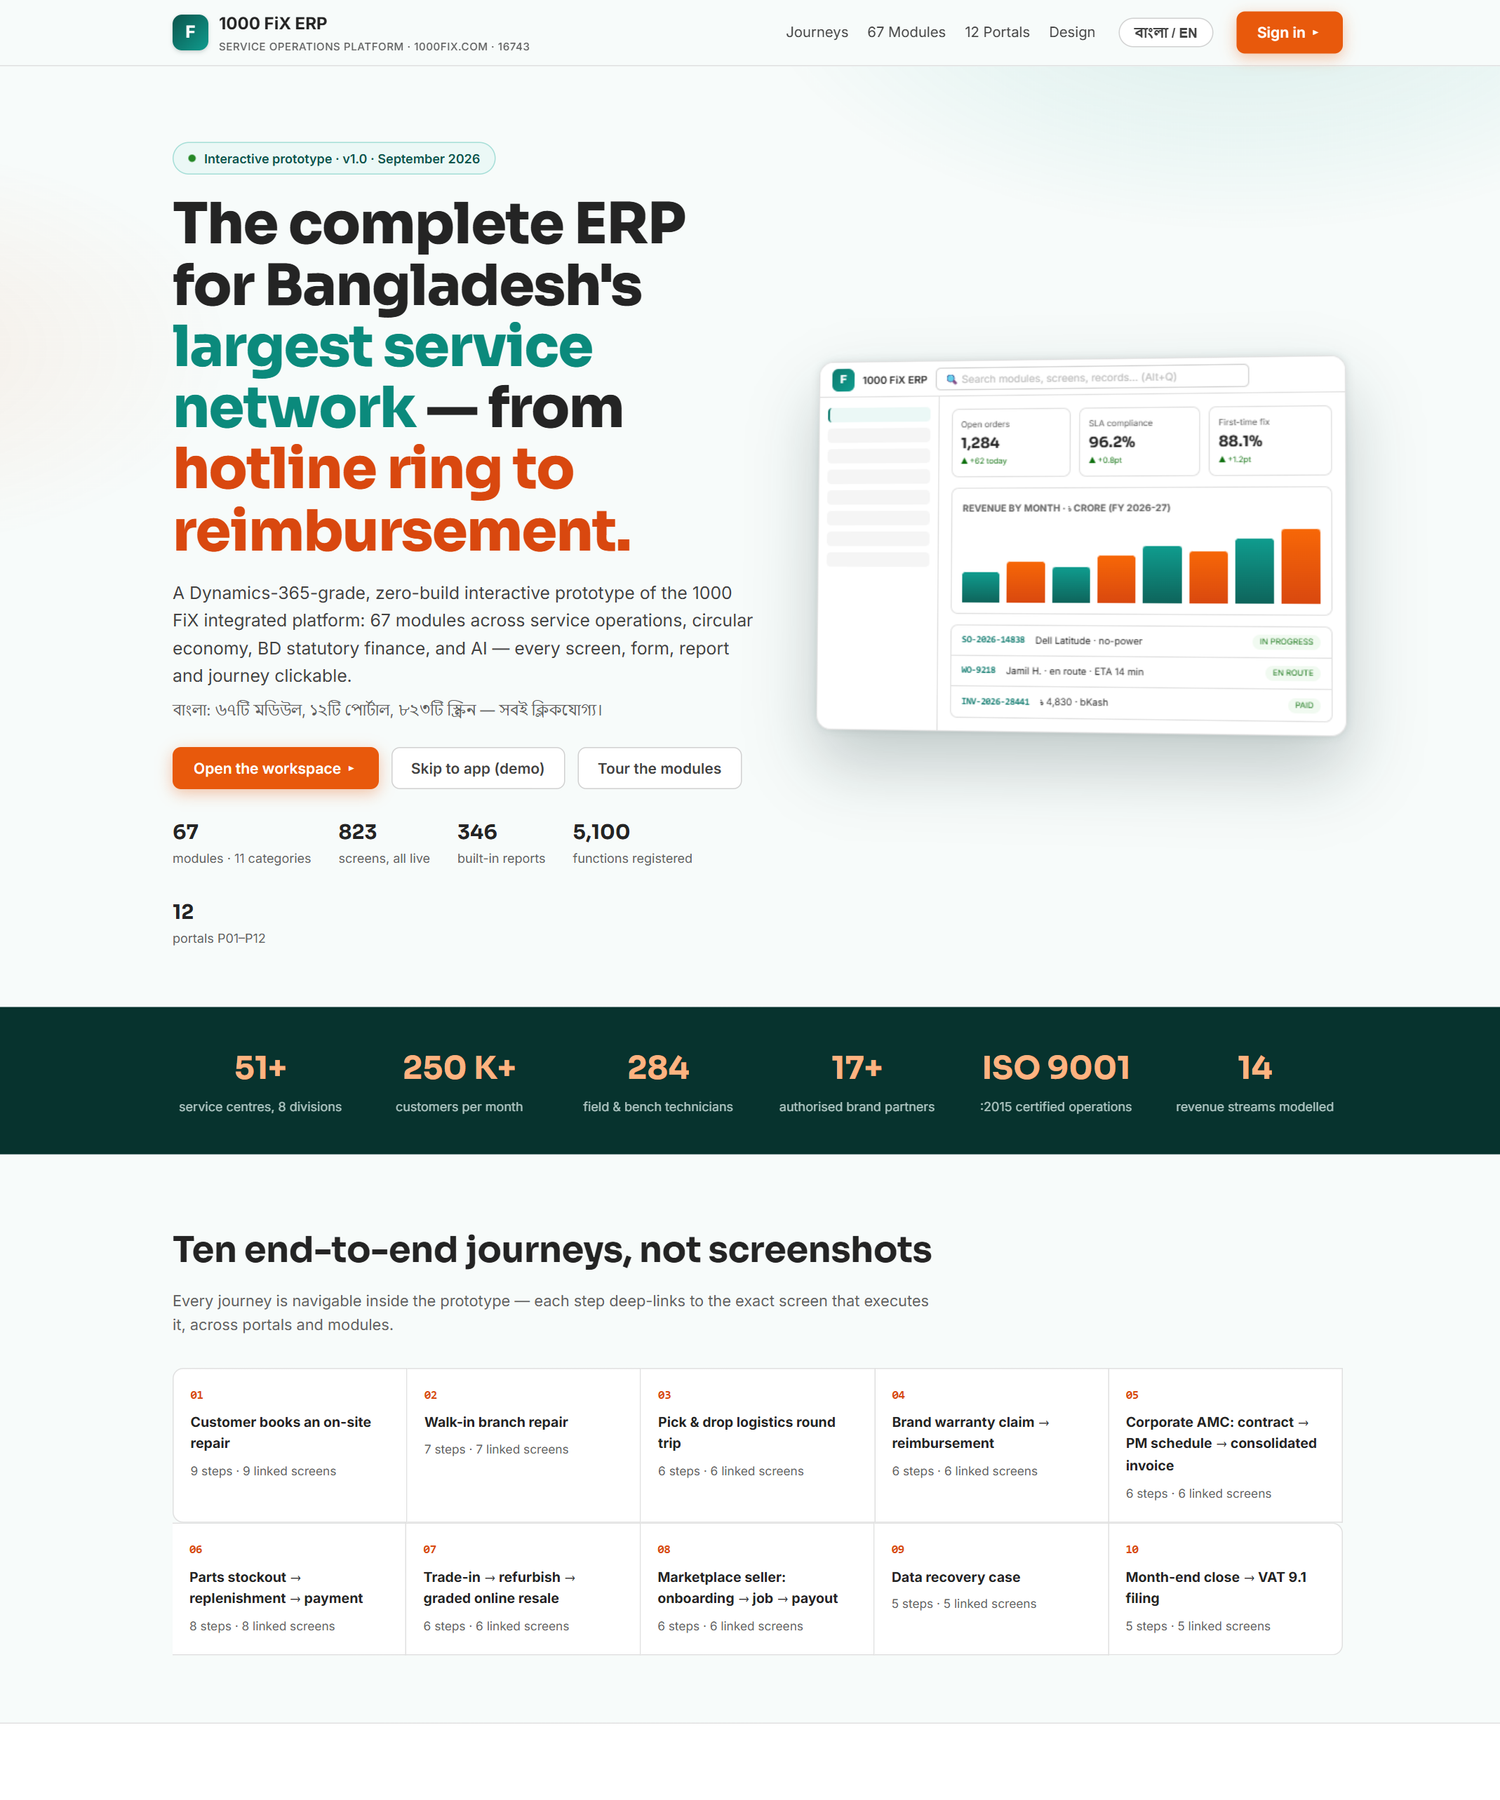 F
1000 FiX ERP
SERVICE OPERATIONS PLATFORM · 1000FIX.COM · 16743
Journeys
67 Modules
12 Portals
Design
বাংলা / EN
Sign in ▸
Interactive prototype · v1.0 · September 2026
The complete ERP
for Bangladesh's
largest service
network — from
hotline ring to
reimbursement.
A Dynamics-365-grade, zero-build interactive prototype of the 1000
FiX integrated platform: 67 modules across service operations, circular
economy, BD statutory finance, and AI — every screen, form, report
and journey clickable.
বাংলা: ৬৭টি মডিউল, ১২টি পোর্টাল, ৮২৩টি স্ক্রিন — সবই ক্লিকযোগ্য।
Open the workspace ▸
Skip to app (demo)
Tour the modules
67
modules · 11 categories
823
screens, all live
346
built-in reports
5,100
functions registered
12
portals P01–P12
F
1000 FiX ERP
🔍 Search modules, screens, records... (Alt+Q)
Open orders
1,284
▲ +62 today
SLA compliance
96.2%
▲ +0.8pt
First-time fix
88.1%
▲ +1.2pt
REVENUE BY MONTH · ৳ CRORE (FY 2026-27)
SO-2026-14838 Dell Latitude · no-power IN PROGRESS
WO-9218 Jamil H. · en route · ETA 14 min EN ROUTE
INV-2026-28441 ৳ 4,830 · bKash PAID
51+
service centres, 8 divisions
250 K+
customers per month
284
field & bench technicians
17+
authorised brand partners
ISO 9001
:2015 certified operations
14
revenue streams modelled
Ten end-to-end journeys, not screenshots
Every journey is navigable inside the prototype — each step deep-links to the exact screen that executes
it, across portals and modules.
01
Customer books an on-site
repair
9 steps · 9 linked screens
02
Walk-in branch repair
7 steps · 7 linked screens
03
Pick & drop logistics round
trip
6 steps · 6 linked screens
04
Brand warranty claim →
reimbursement
6 steps · 6 linked screens
05
Corporate AMC: contract →
PM schedule → consolidated
invoice
6 steps · 6 linked screens
06
Parts stockout →
replenishment → payment
8 steps · 8 linked screens
07
Trade-in → refurbish →
graded online resale
6 steps · 6 linked screens
08
Marketplace seller:
onboarding → job → payout
6 steps · 6 linked screens
09
Data recovery case
5 steps · 5 linked screens
10
Month-end close → VAT 9.1
filing
5 steps · 5 linked screens